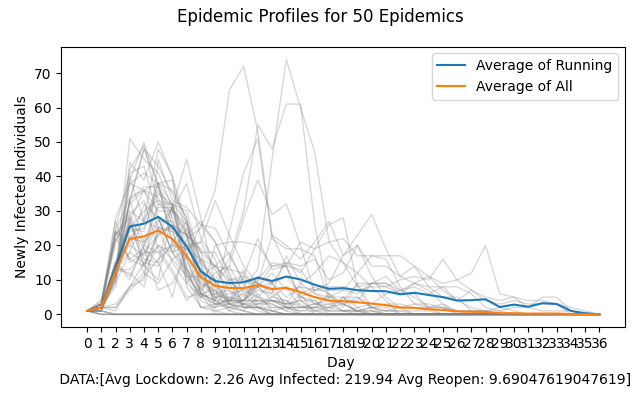 Epidemic Profiles for 50 Epidemics
Average of Running
Average of All
Newly Infected Individuals
70
60
50
40
30
20
10
0
0 1 2 3 4 5 6 7 8 9 10 11 12 13 14 15 16 17 18 19 20 21 22 23 24 25 26 27 28 29 30 31 32 33 34 35 36
Day
DATA:[Avg Lockdown: 2.26 Avg Infected: 219.94 Avg Reopen: 9.69047619047619]